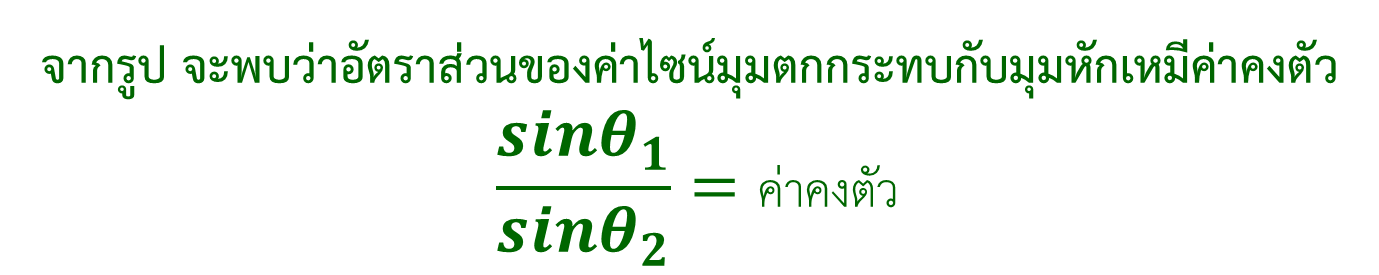 จากรูป จะพบว่าอัตราส่วนของค่าไซน์มุมตกกระทบกับมุมหักเหมีค่าคงตัว
sinθ₁
sinθ₂ = ค่าคงตัว